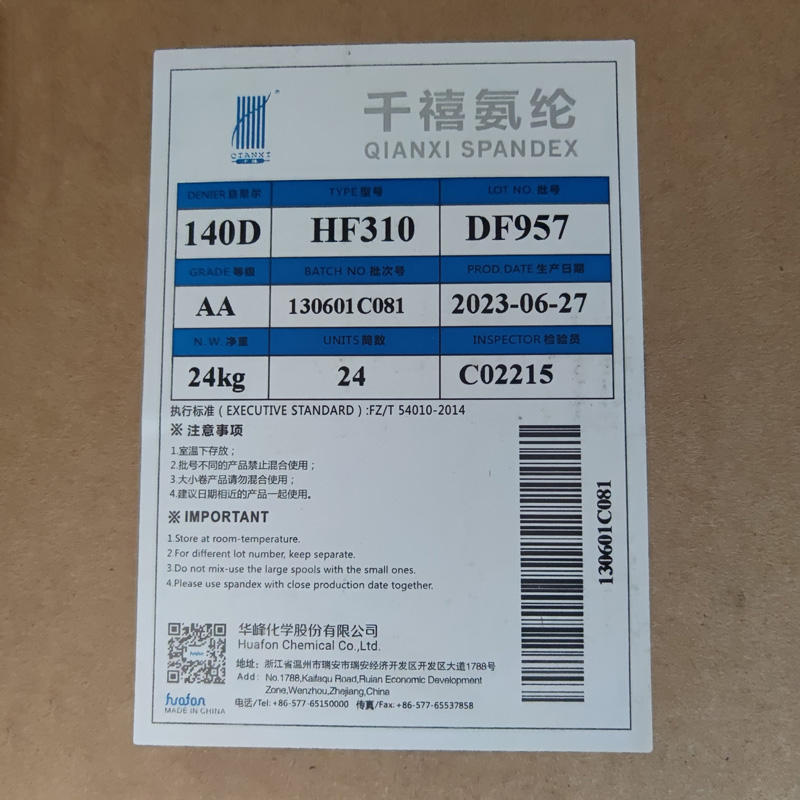 QIANXI
千禧
千禧氨纶
QIANXI SPANDEX
DENIER 旦尼尔 TYPE 型号 LOT NO. 批号
140D HF310 DF957
GRADE 等级 BATCH NO. 批次号 PROD.DATE 生产日期
AA 130601C081 2023-06-27
N.W. 净重 UNITS 筒数 INSPECTOR 检验员
24kg 24 C02215
执行标准 ( EXECUTIVE STANDARD ) :FZ/T 54010-2014
※ 注意事项
1.室温下存放；
2.批号不同的产品禁止混合使用；
3.大小卷产品请勿混合使用；
4.建议日期相近的产品一起使用。
※ IMPORTANT
1.Store at room-temperature.
2.For different lot number, keep separate.
3.Do not mix-use the large spools with the small ones.
4.Please use spandex with close production date together.
130601C081
华峰化学股份有限公司
Huafon Chemical Co.,Ltd.
地址: 浙江省温州市瑞安市瑞安经济开发区开发区大道1788号
Add: No.1788,Kaifaqu Road,Ruian Economic Development
Zone,Wenzhou,Zhejiang,China
huafon
MADE IN CHINA
电话/Tel:+86-577-65150000 传真/Fax:+86-577-65537858